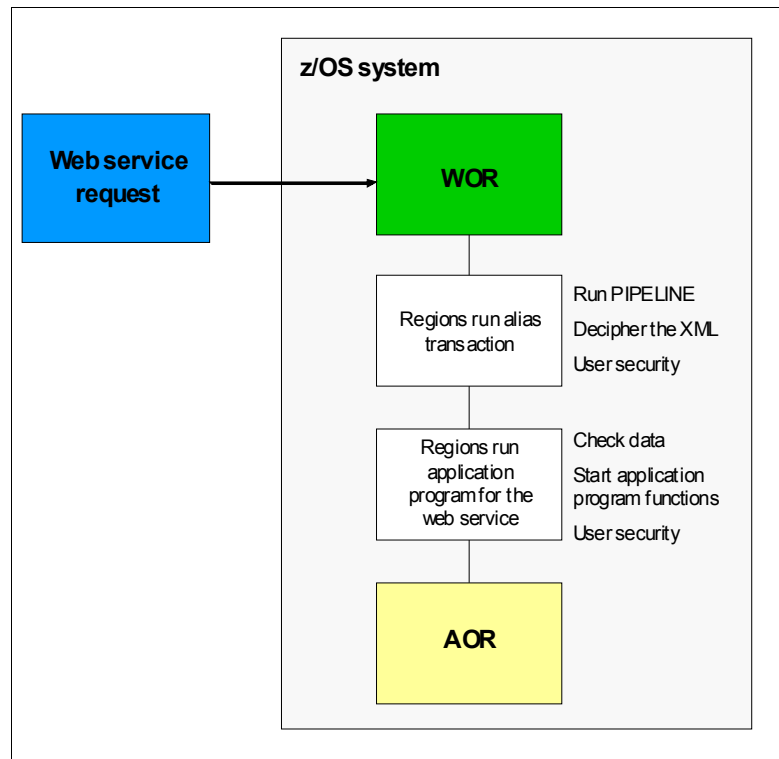 z/OS system
Web service
request
WOR
Regions run alias
transaction
Run PIPELINE
Decipher the XML
User security
Regions run
application
program for the
web service
Check data
Start application
program functions
User security
AOR